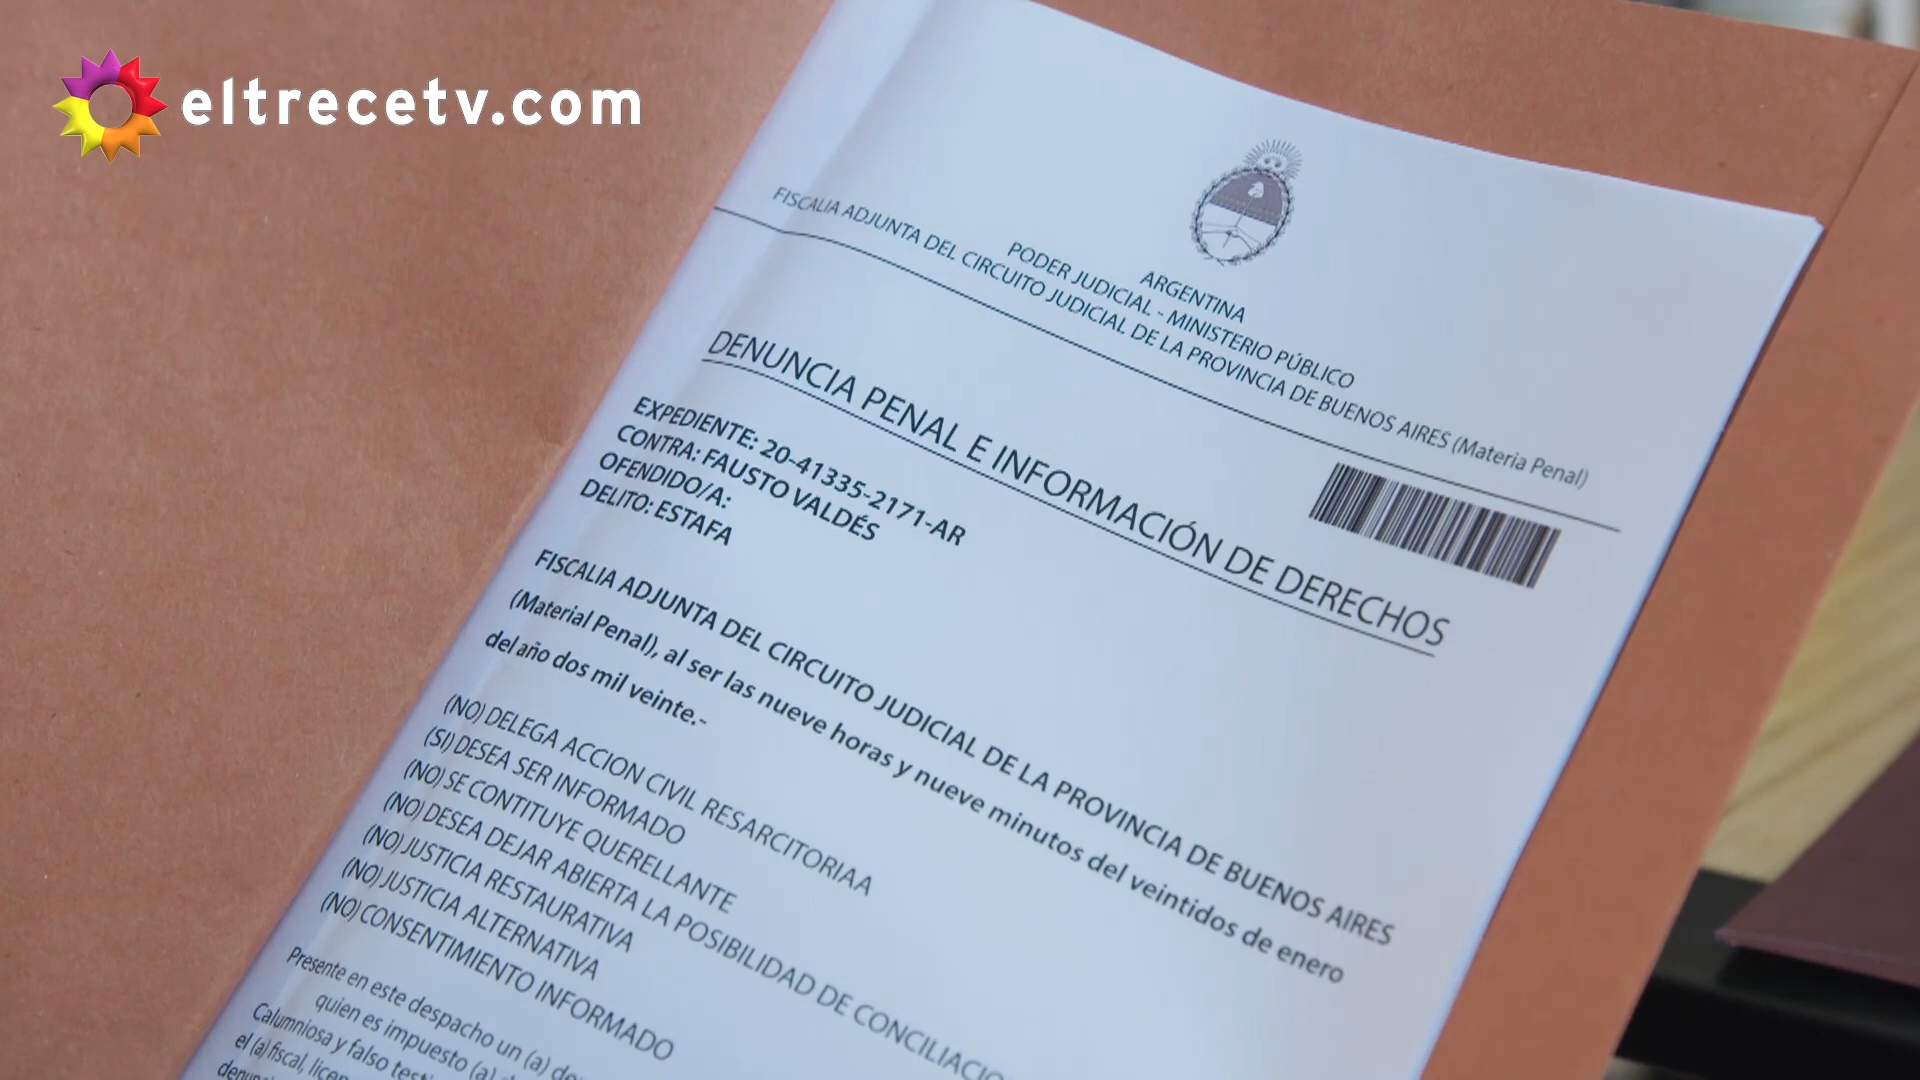 eltrecetv.com
ARGENTINA
PODER JUDICIAL - MINISTERIO PÚBLICO
FISCALIA ADJUNTA DEL CIRCUITO JUDICIAL DE LA PROVINCIA DE BUENOS AIRES (Materia Penal)
DENUNCIA PENAL E INFORMACIÓN DE DERECHOS
EXPEDIENTE: 20-41335-2171-AR
CONTRA: FAUSTO VALDÉS
OFENDIDO/A:
DELITO: ESTAFA
FISCALIA ADJUNTA DEL CIRCUITO JUDICIAL DE LA PROVINCIA DE BUENOS AIRES
(Material Penal), al ser las nueve horas y nueve minutos del veintidos de enero
del año dos mil veinte.-
(NO) DELEGA ACCION CIVIL RESARCITORIAA
(SI) DESEA SER INFORMADO
(NO) SE CONTITUYE QUERELLANTE
(NO) DESEA DEJAR ABIERTA LA POSIBILIDAD DE CONCILIACIO
(NO) JUSTICIA RESTAURATIVA
(NO) JUSTICIA ALTERNATIVA
(NO) CONSENTIMIENTO INFORMADO
Presente en este despacho un (a) de
quien es impuesto (a)
Calumniosa y falso
el (a) fiscal,